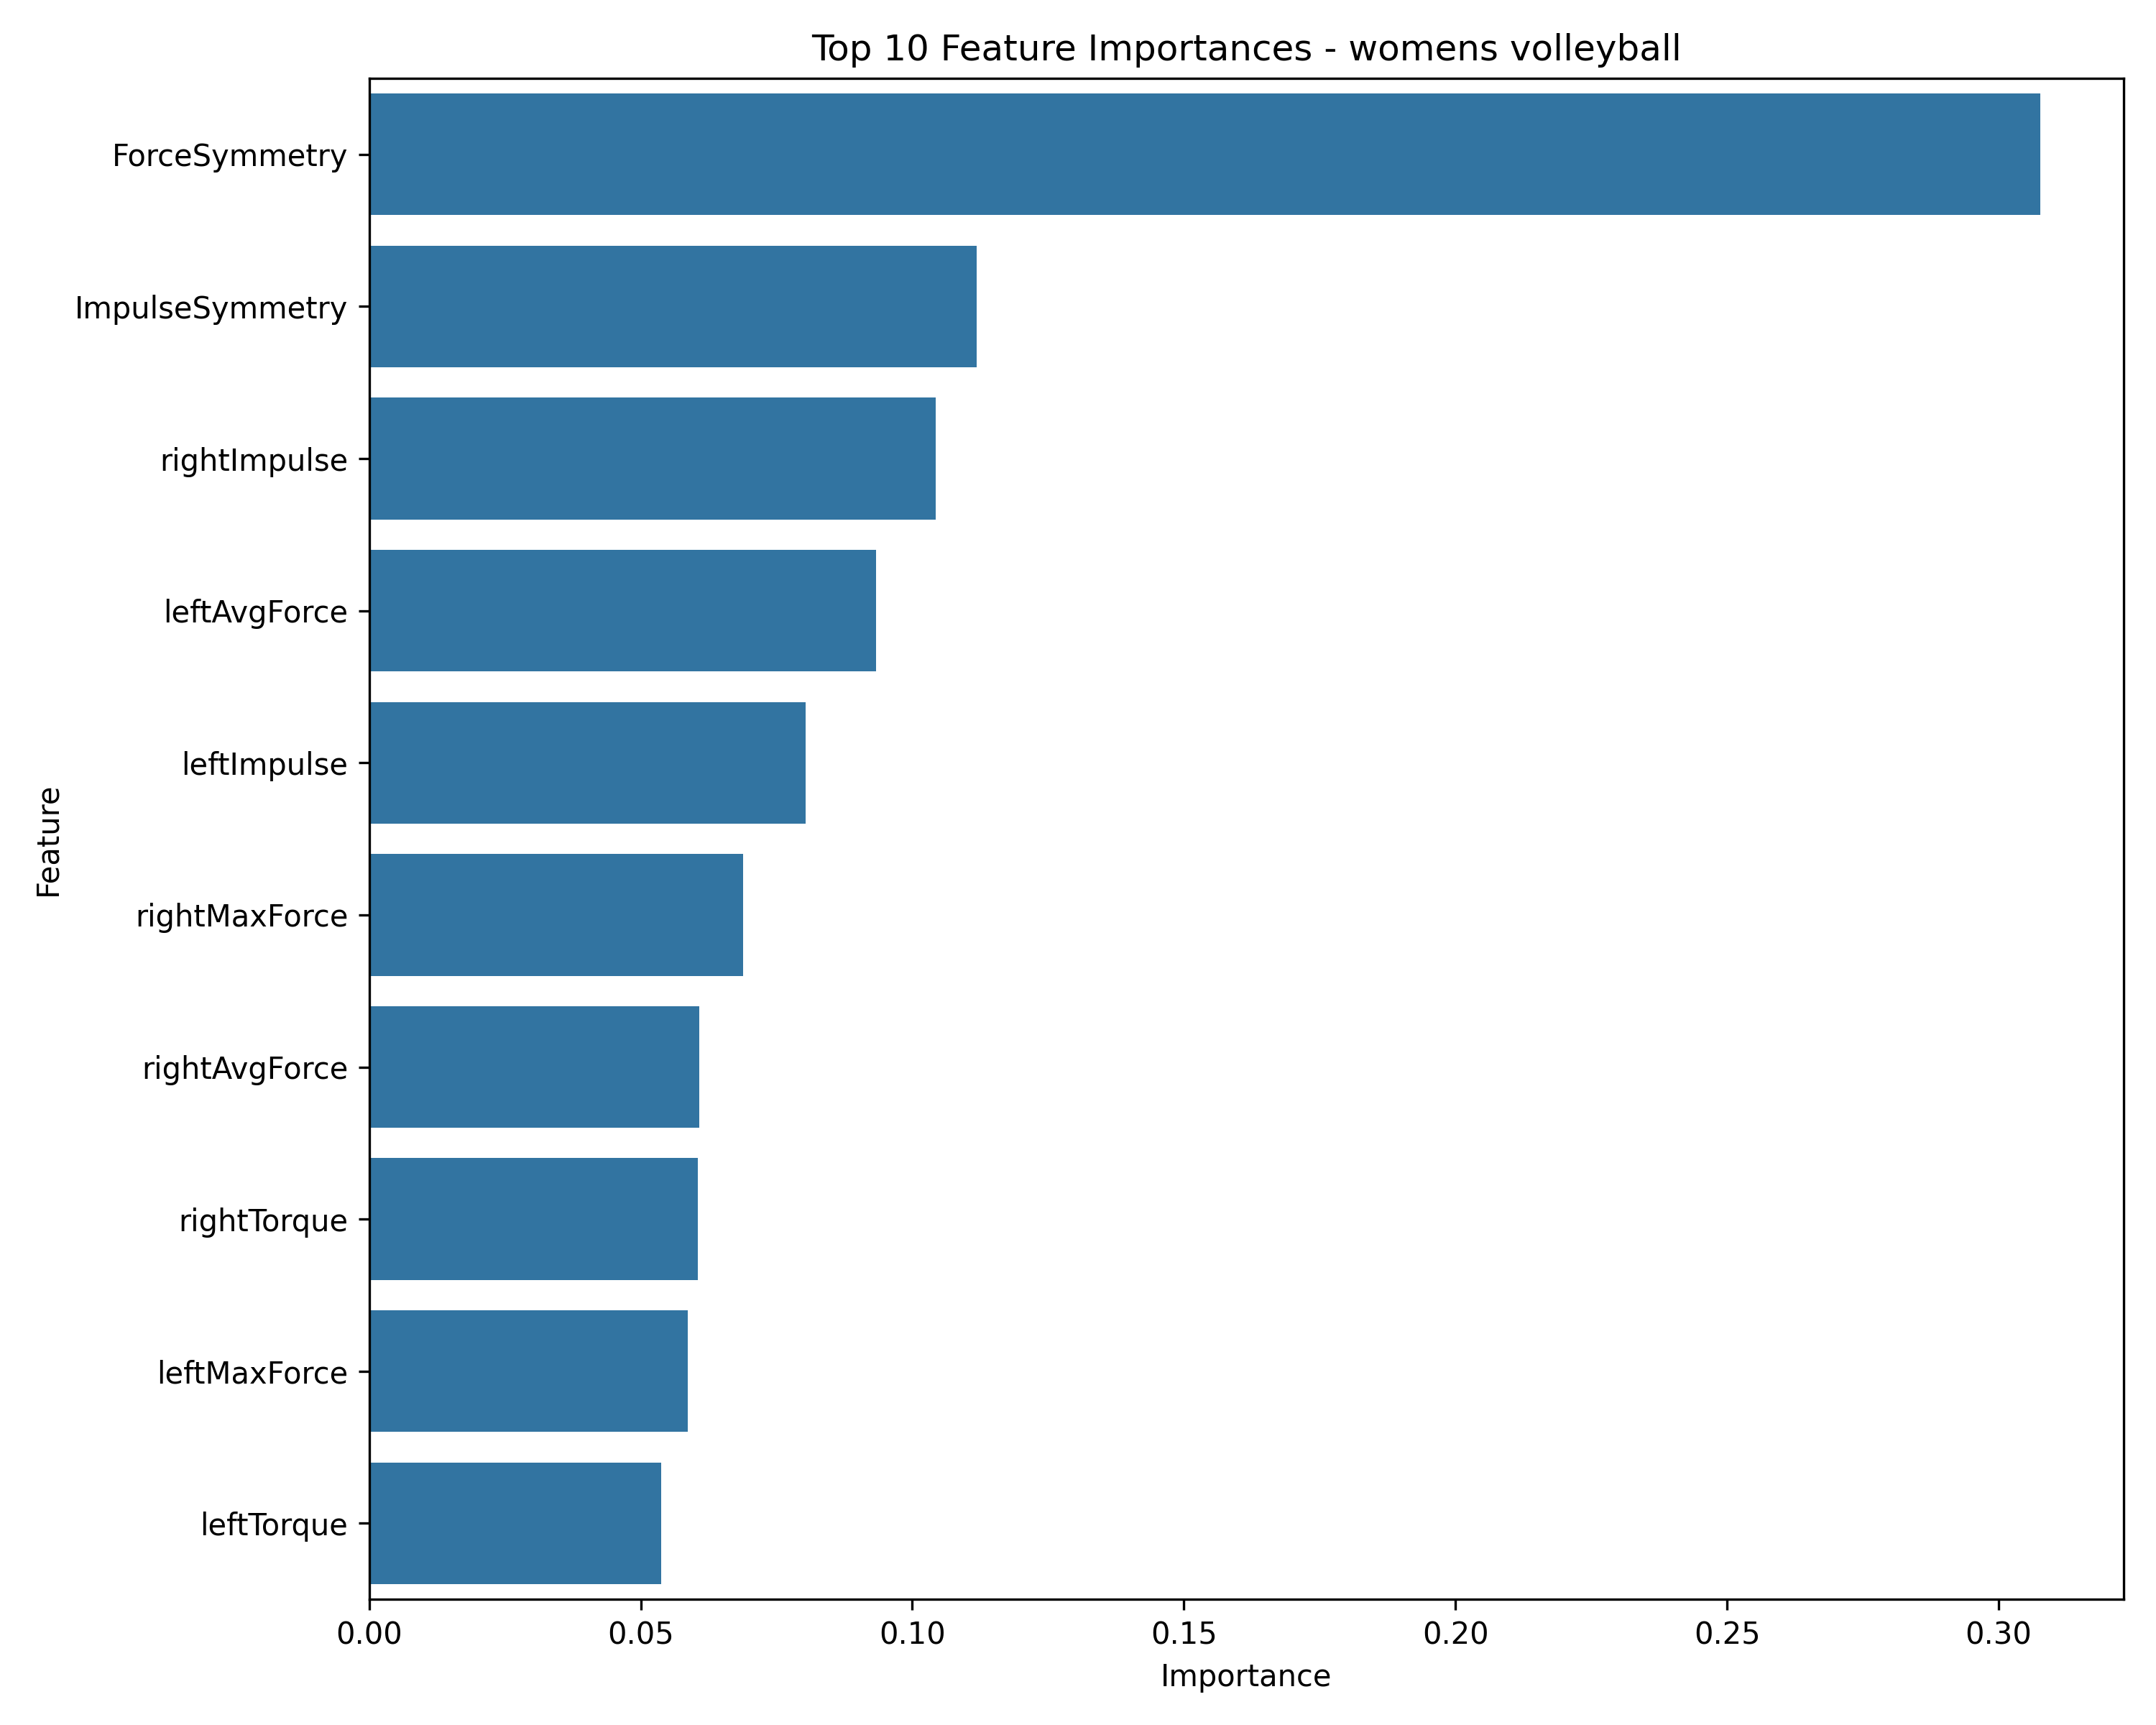 Top 10 Feature Importances - womens volleyball
ForceSymmetry
ImpulseSymmetry
rightImpulse
leftAvgForce
leftImpulse
rightMaxForce
rightAvgForce
rightTorque
leftMaxForce
leftTorque
Feature
0.00 0.05 0.10 0.15 0.20 0.25 0.30
Importance